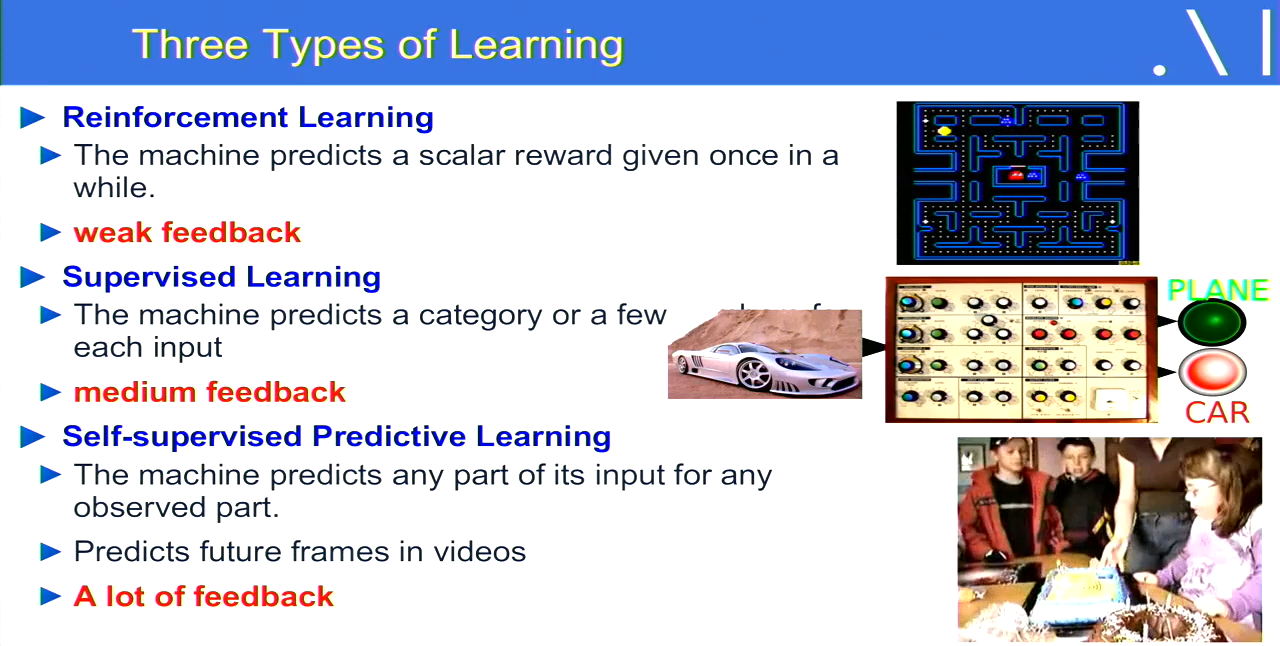 Three Types of Learning
Reinforcement Learning
The machine predicts a scalar reward given once in a
while.
weak feedback
Supervised Learning
The machine predicts a category or a few
each input
medium feedback
Self-supervised Predictive Learning
The machine predicts any part of its input for any
observed part.
Predicts future frames in videos
A lot of feedback
PLANE
CAR